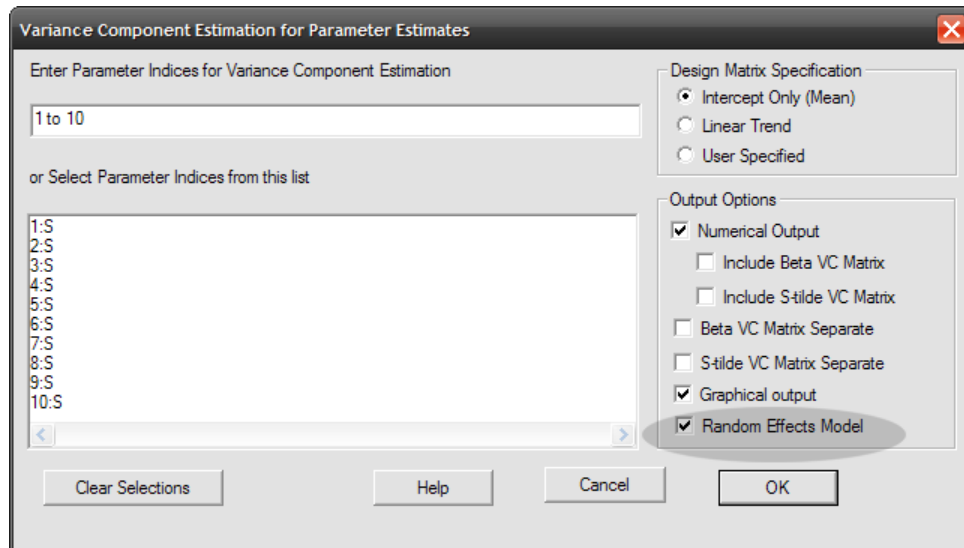 Variance Component Estimation for Parameter Estimates
Enter Parameter Indices for Variance Component Estimation
1 to 10
or Select Parameter Indices from this list
1:S
2:S
3:S
4:S
5:S
6:S
7:S
8:S
9:S
10:S
Design Matrix Specification
Intercept Only (Mean)
Linear Trend
User Specified
Output Options
Numerical Output
Include Beta VC Matrix
Include S-tilde VC Matrix
Beta VC Matrix Separate
S-tilde VC Matrix Separate
Graphical output
Random Effects Model
Clear Selections
Help
Cancel
OK